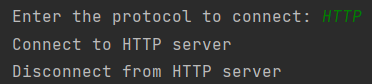 Enter the protocol to connect: HTTP
Connect to HTTP server
Disconnect from HTTP server